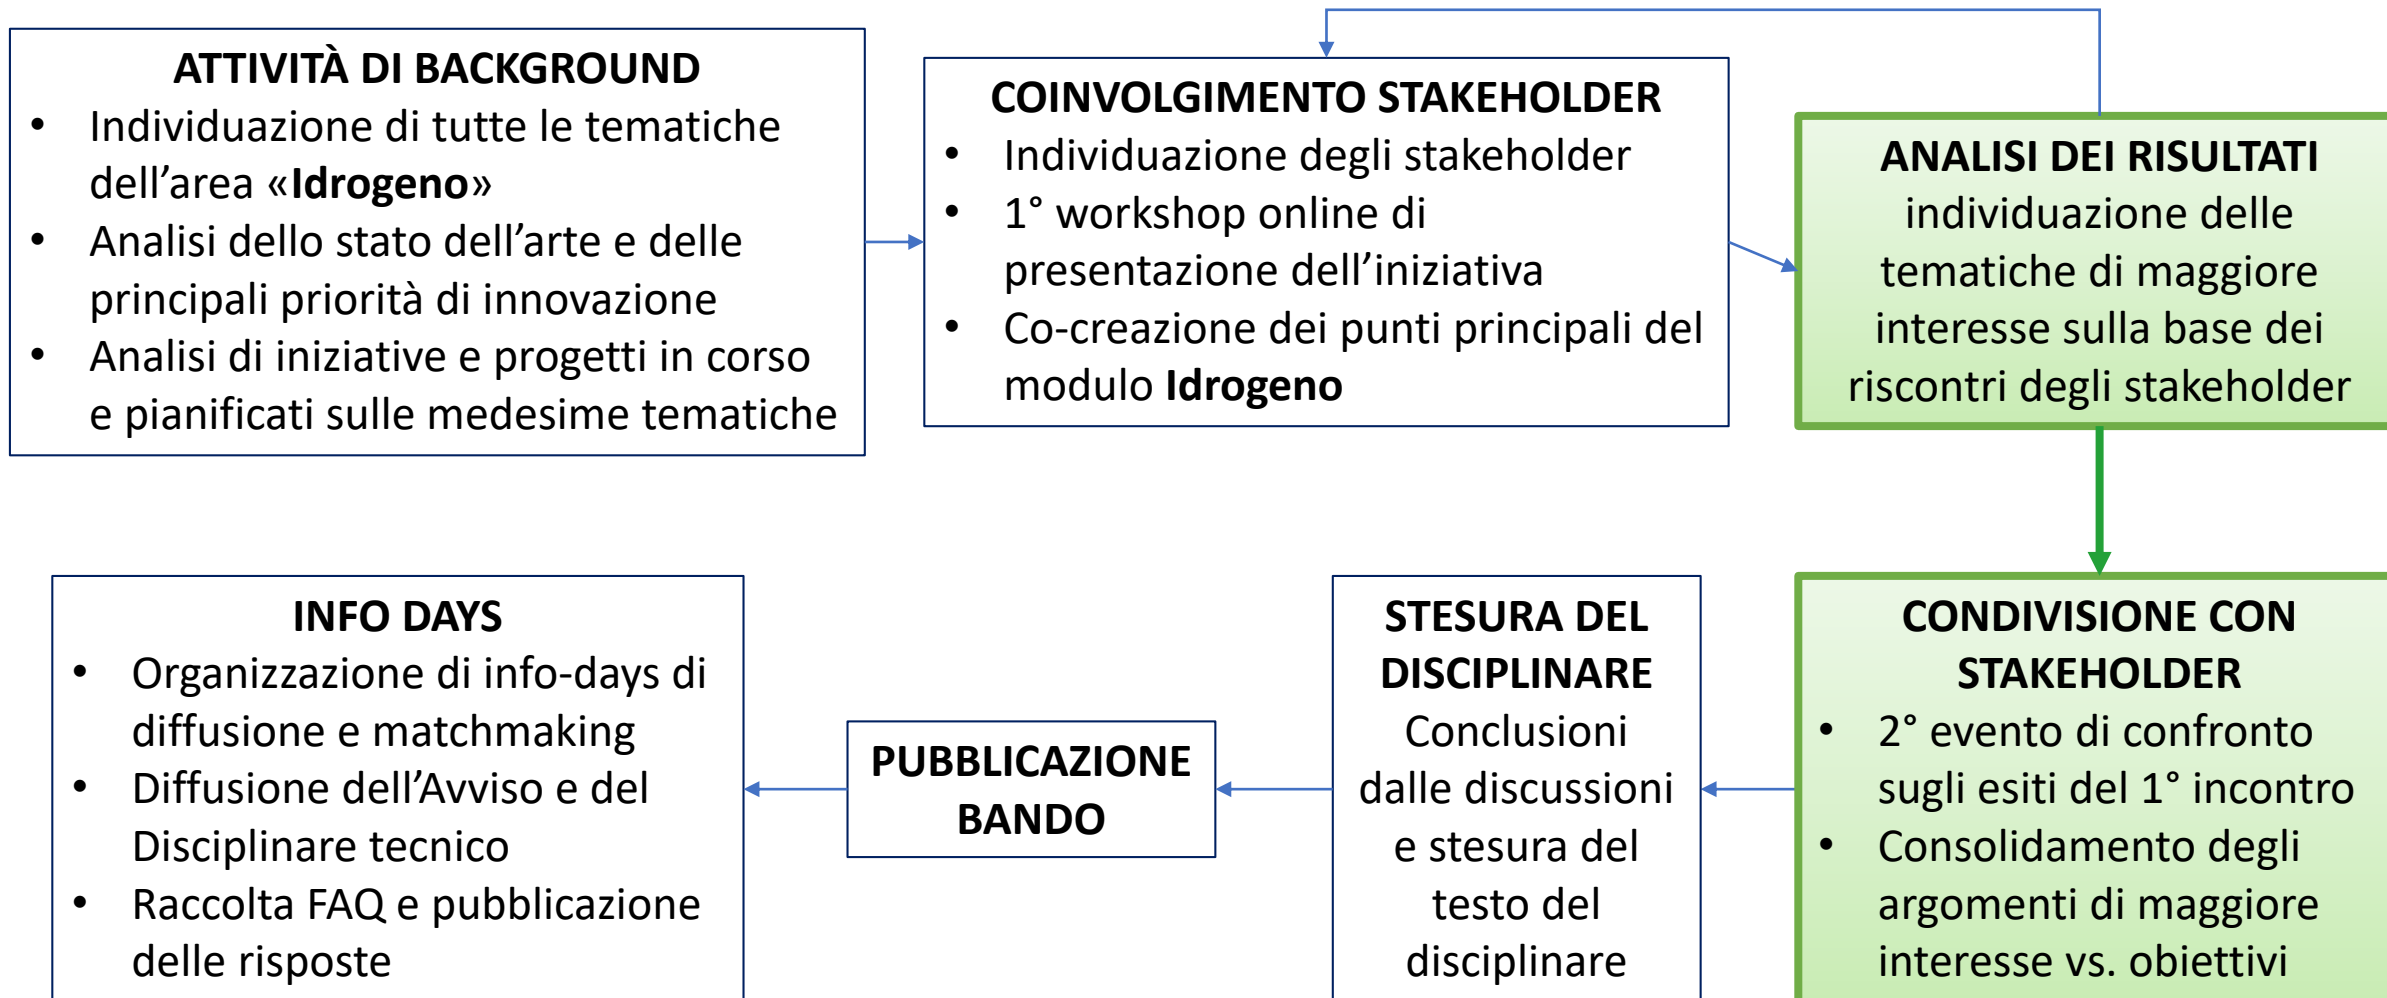 ATTIVITÀ DI BACKGROUND
• Individuazione di tutte le tematiche
dell’area «Idrogeno»
• Analisi dello stato dell’arte e delle
principali priorità di innovazione
• Analisi di iniziative e progetti in corso
e pianificati sulle medesime tematiche
COINVOLGIMENTO STAKEHOLDER
• Individuazione degli stakeholder
• 1° workshop online di
presentazione dell’iniziativa
• Co-creazione dei punti principali del
modulo Idrogeno
ANALISI DEI RISULTATI
individuazione delle
tematiche di maggiore
interesse sulla base dei
riscontri degli stakeholder
CONDIVISIONE CON
STAKEHOLDER
• 2° evento di confronto
sugli esiti del 1° incontro
• Consolidamento degli
argomenti di maggiore
interesse vs. obiettivi
STESURA DEL
DISCIPLINARE
Conclusioni
dalle discussioni
e stesura del
testo del
disciplinare
PUBBLICAZIONE
BANDO
INFO DAYS
• Organizzazione di info-days di
diffusione e matchmaking
• Diffusione dell’Avviso e del
Disciplinare tecnico
• Raccolta FAQ e pubblicazione
delle risposte